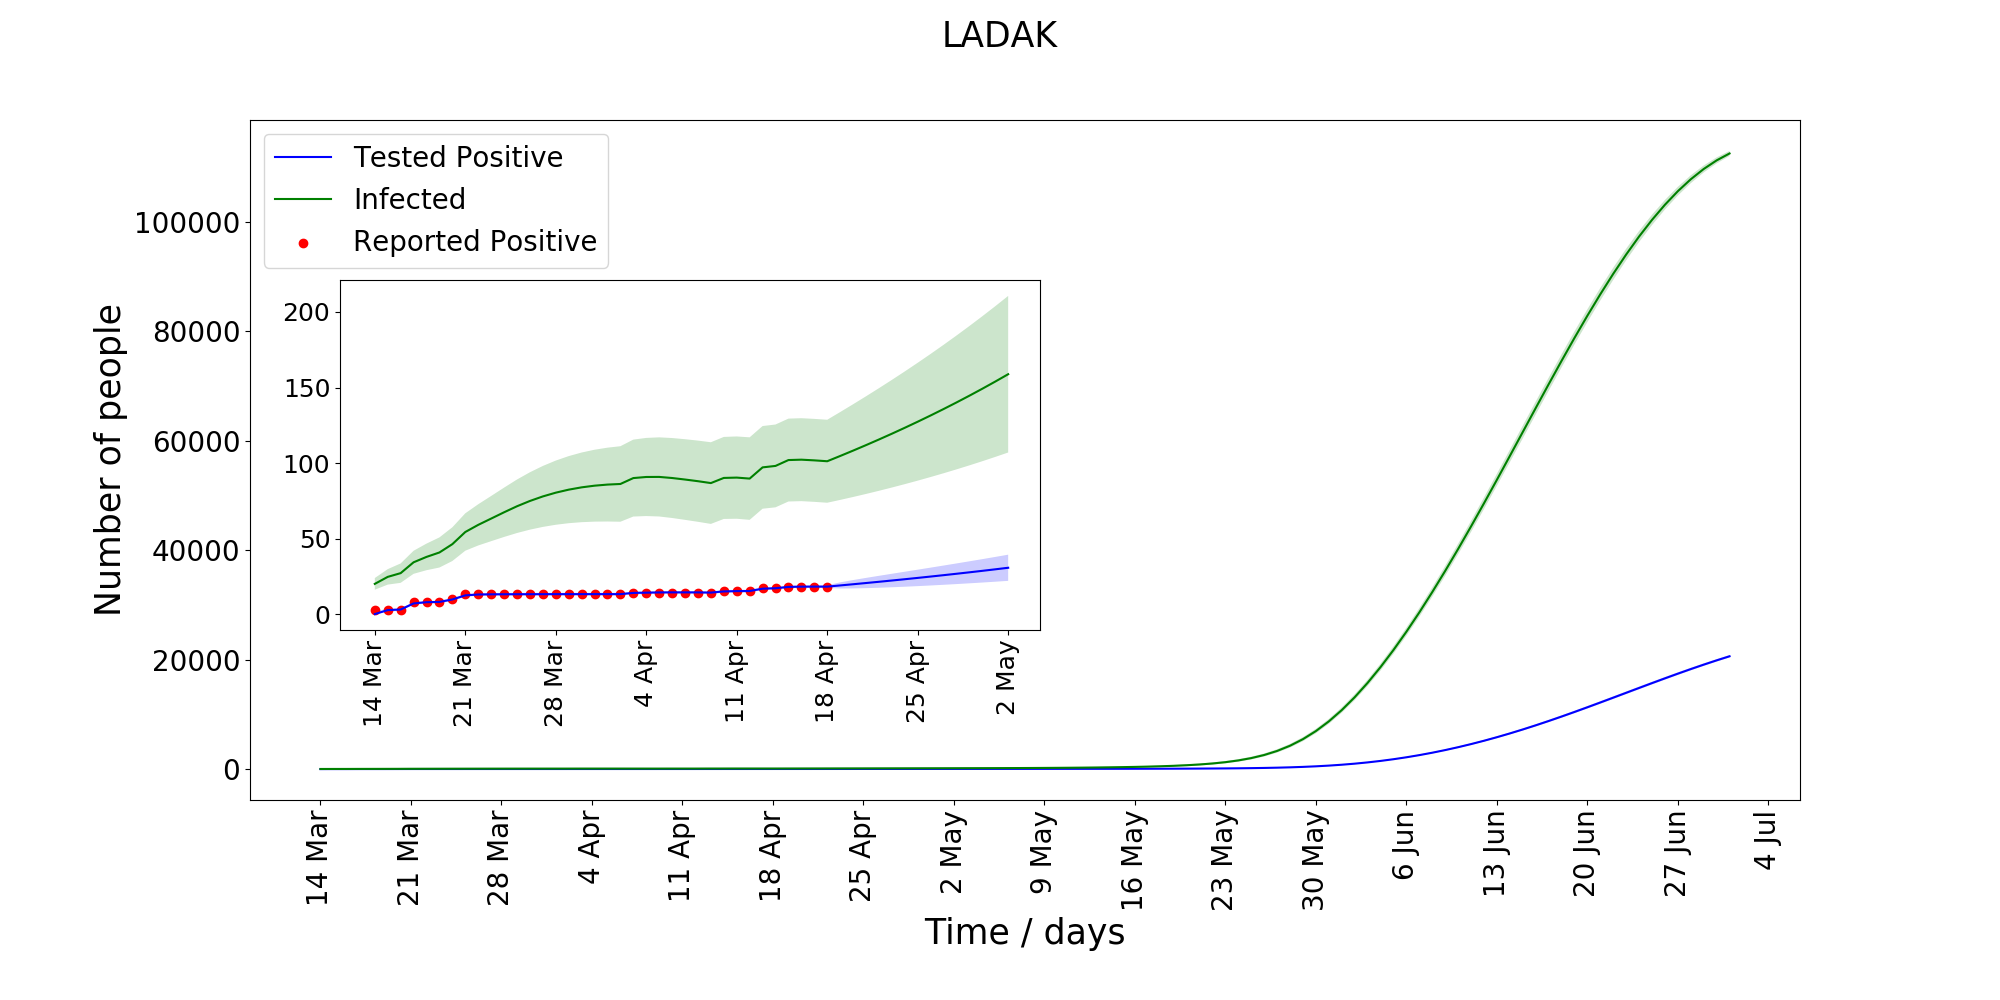 LADAK
Tested Positive
Infected
Reported Positive
Number of people
100000
80000
60000
40000
20000
0
200
150
100
50
0
14 Mar
21 Mar
28 Mar
4 Apr
11 Apr
18 Apr
25 Apr
2 May
14 Mar
21 Mar
28 Mar
4 Apr
11 Apr
18 Apr
25 Apr
2 May
9 May
16 May
23 May
30 May
6 Jun
13 Jun
20 Jun
27 Jun
4 Jul
Time / days